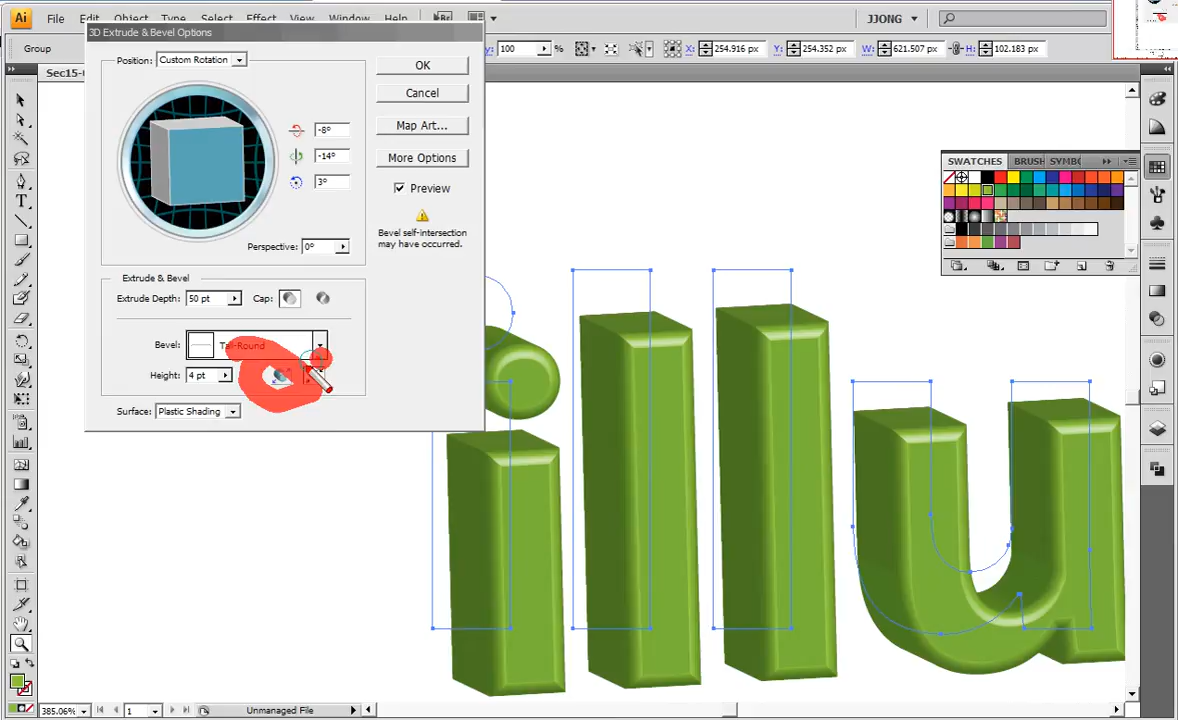 Ai File Edit Object Type Select Effect View Window Help Br JJONG
Group
y: 100 % X: 254.916 px Y: 254.352 px W: 621.507 px H: 102.183 px
3D Extrude & Bevel Options
Position: Custom Rotation
-8°
-14°
3°
Perspective: 0°
OK
Cancel
Map Art...
More Options
Preview
Bevel self-intersection
may have occurred.
Extrude & Bevel
Extrude Depth: 50 pt Cap:
Bevel: Tall-Round
Height: 4 pt
Surface: Plastic Shading
SWATCHES BRUSH SYMB
illu
385.06% 1 Unmanaged File